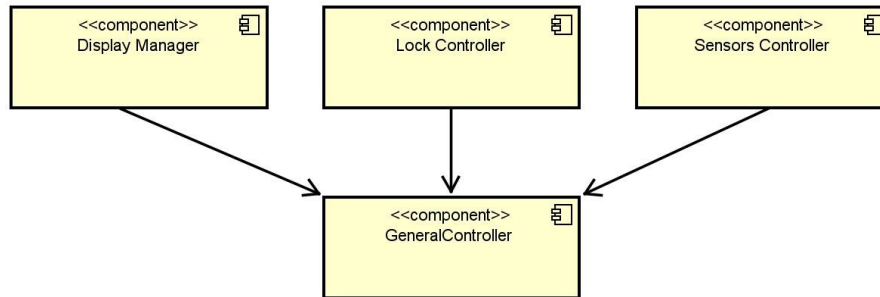 <<component>>
Display Manager
<<component>>
Lock Controller
<<component>>
Sensors Controller
<<component>>
GeneralController